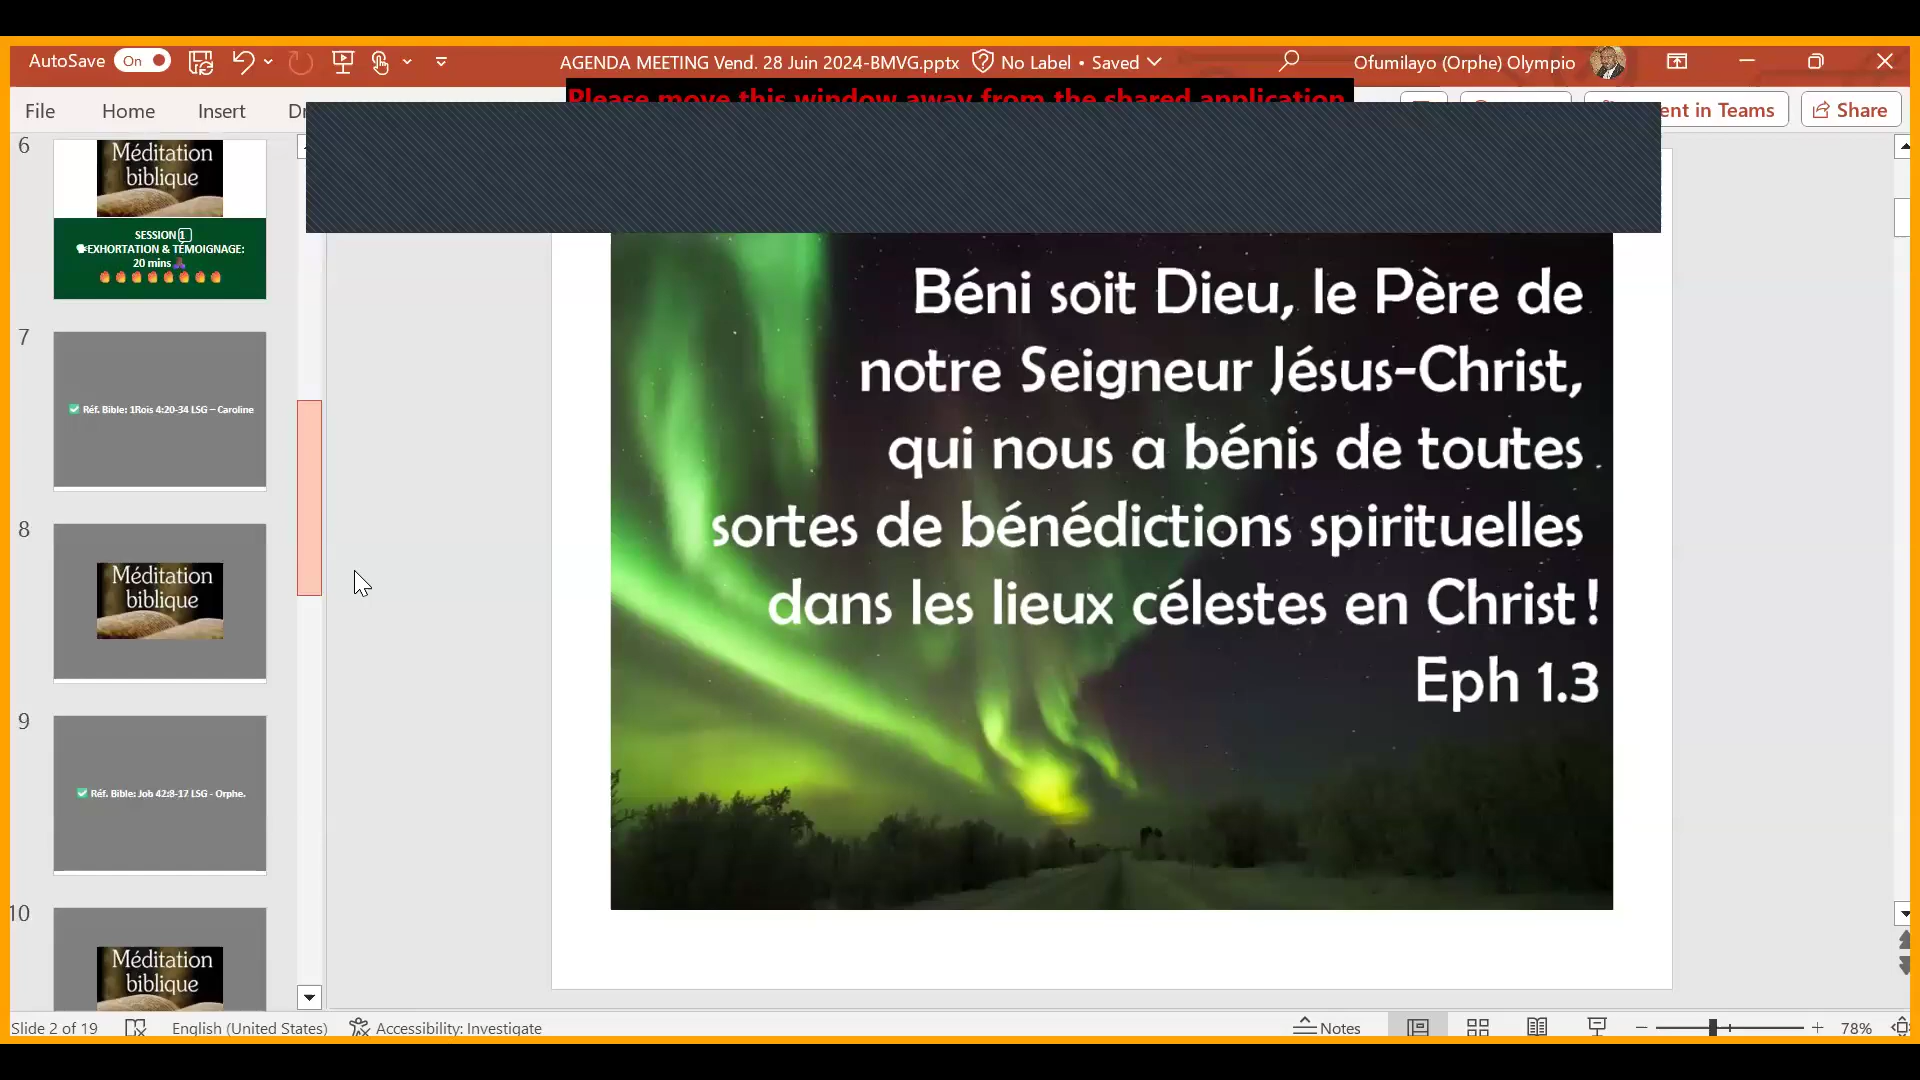 AutoSave On
AGENDA MEETING Vend. 28 Juin 2024-BMVG.pptx
No Label • Saved
Ofumilayo (Orphe) Olympio
Please move this window away from the shared application
File Home Insert
ent in Teams
Share
6
Méditation
biblique
SESSION 1
EXHORTATION & TÉMOIGNAGE:
20 mins
7
Réf. Bible: 1Rois 4:20-34 LSG – Caroline
8
Méditation
biblique
9
Réf. Bible: Job 42:8-17 LSG - Orphe.
10
Méditation
biblique
Béni soit Dieu, le Père de
notre Seigneur Jésus-Christ,
qui nous a bénis de toutes
sortes de bénédictions spirituelles
dans les lieux célestes en Christ !
Eph 1.3
Slide 2 of 19
English (United States)
Accessibility: Investigate
Notes
78%